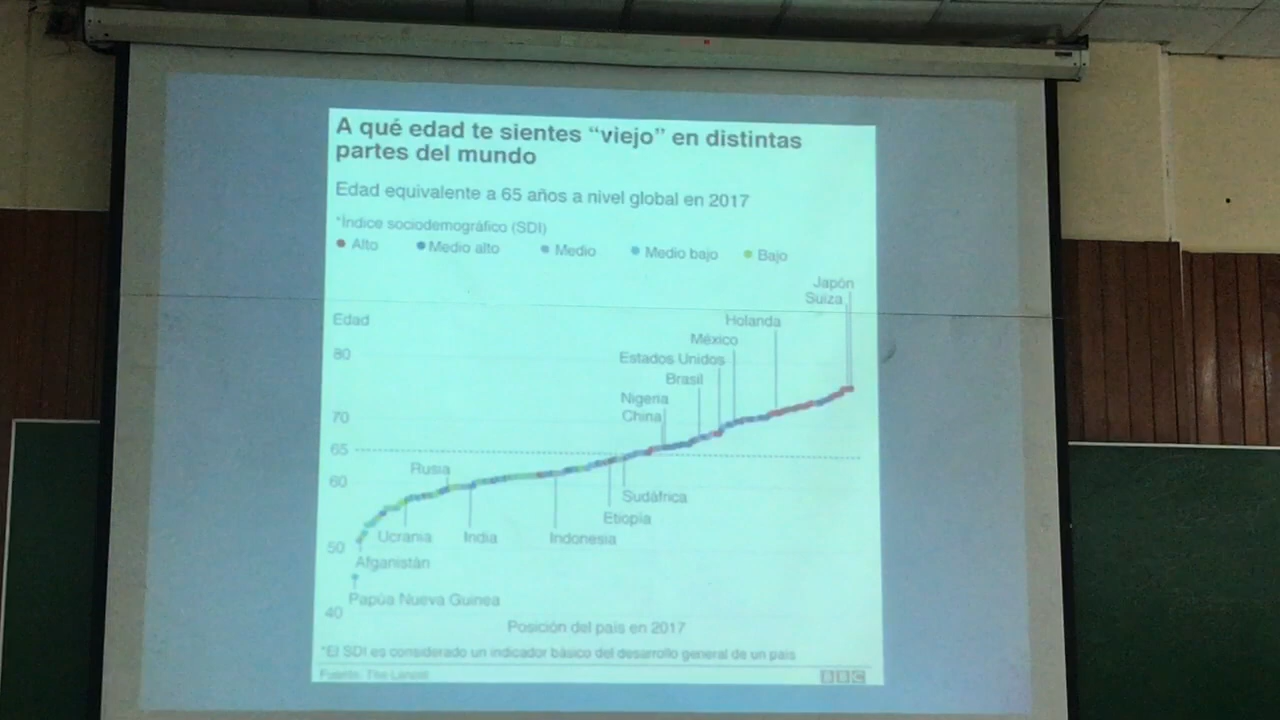 A qué edad te sientes “viejo” en distintas
partes del mundo
Edad equivalente a 65 años a nivel global en 2017
*Índice sociodemográfico (SDI)
Alto Medio alto Medio Medio bajo Bajo
Japón
Suiza
Edad
Holanda
México
80
Estados Unidos
Brasil
Nigeria
70
China
65
Rusia
60
Sudáfrica
Etiopía
Ucrania India Indonesia
50
Afganistán
Papúa Nueva Guinea
40
Posición del país en 2017
*El SDI es considerado un indicador básico del desarrollo general de un país
Fuente: The Lancet BBC